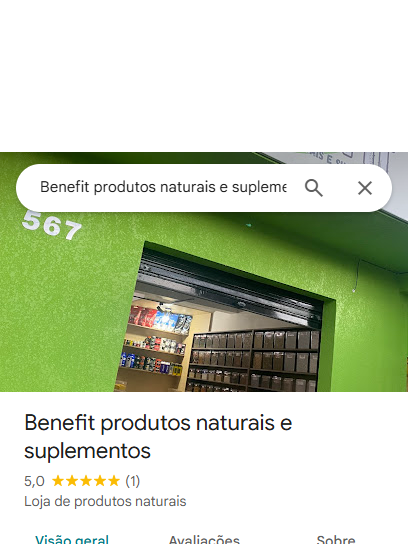 Benefit produtos naturais e supleme
567
Benefit produtos naturais e
suplementos
5,0 ★★★★★ (1)
Loja de produtos naturais
Visão geral Avaliações Sobre